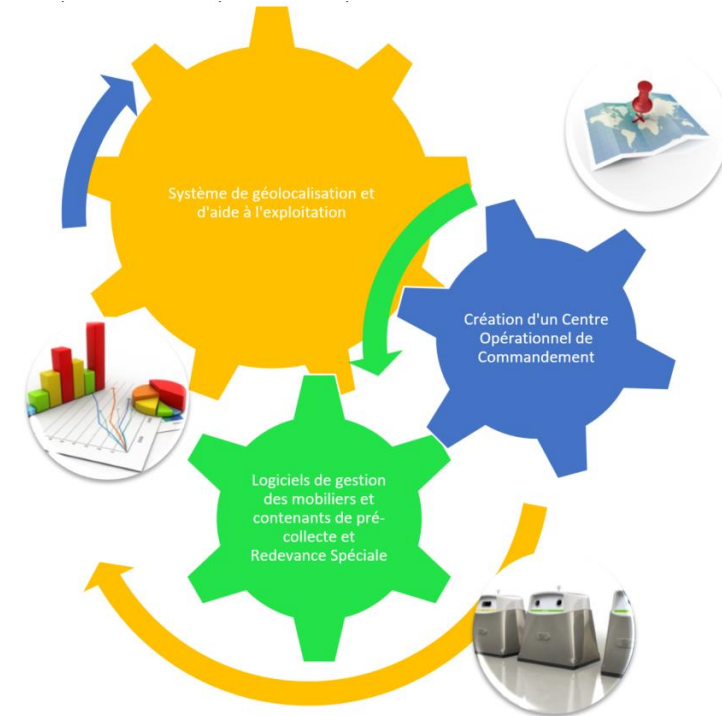 Système de géolocalisation et
d'aide à l'exploitation
Création d'un Centre
Opérationnel de
Commandement
Logiciels de gestion
des mobiliers et
contenants de pré-
collecte et
Redevance Spéciale